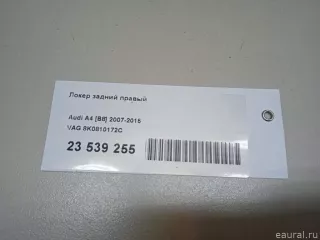 Локер задний правый
Audi A4 [B8] 2007-2015
VAG 8K0810172C
23 539 255
eaural.ru